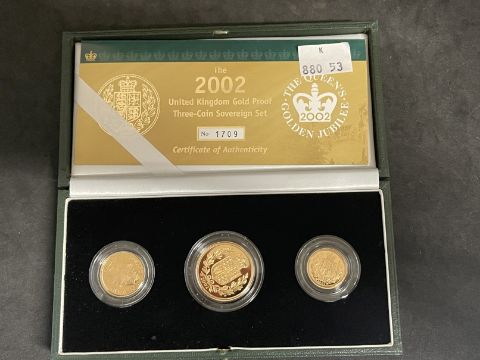 The
2002
United Kingdom Gold Proof
Three-Coin Sovereign Set
No 1709
Certificate of Authenticity
K
880 53
THE QUEEN'S
GOLDEN JUBILEE
2002